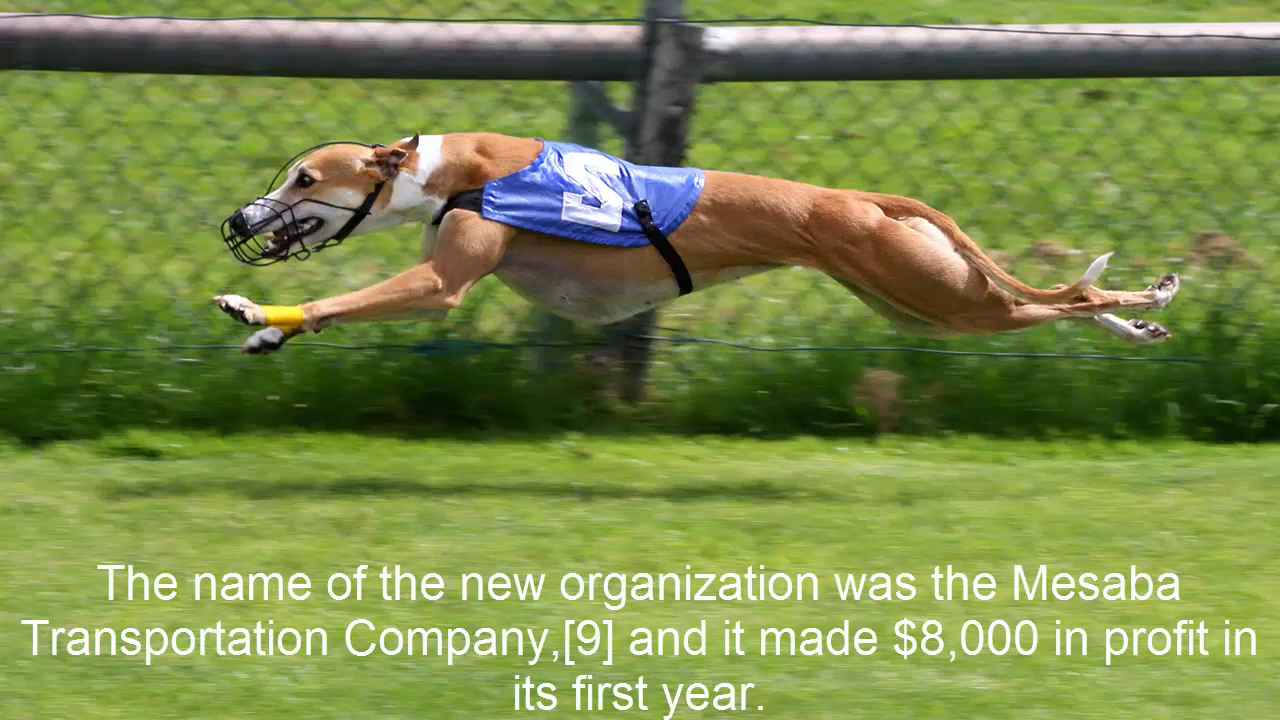 5
The name of the new organization was the Mesaba
Transportation Company,[9] and it made $8,000 in profit in
its first year.